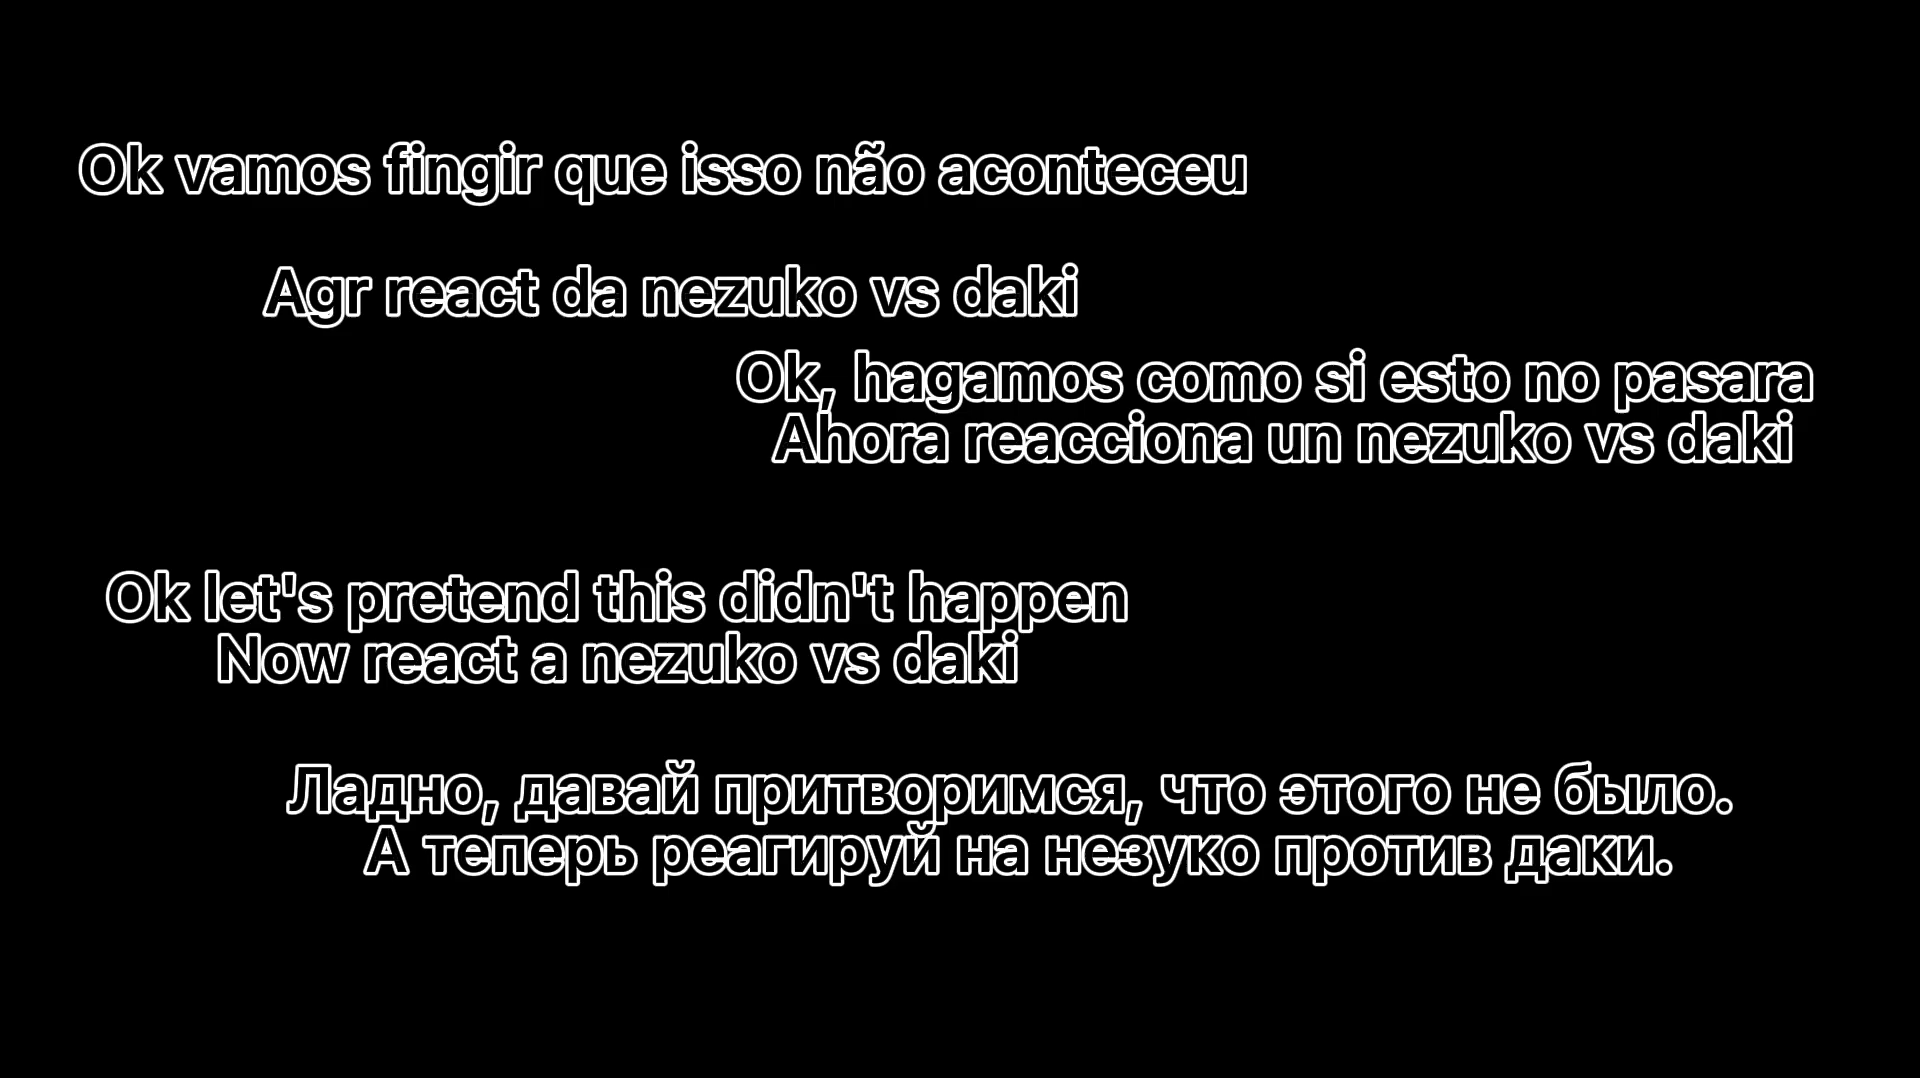 Ok vamos fingir que isso não aconteceu
Agr react da nezuko vs daki
Ok, hagamos como si esto no pasara
Ahora reacciona un nezuko vs daki
Ok let's pretend this didn't happen
Now react a nezuko vs daki
Ладно, давай притворимся, что этого не было.
А теперь реагируй на незуко против даки.